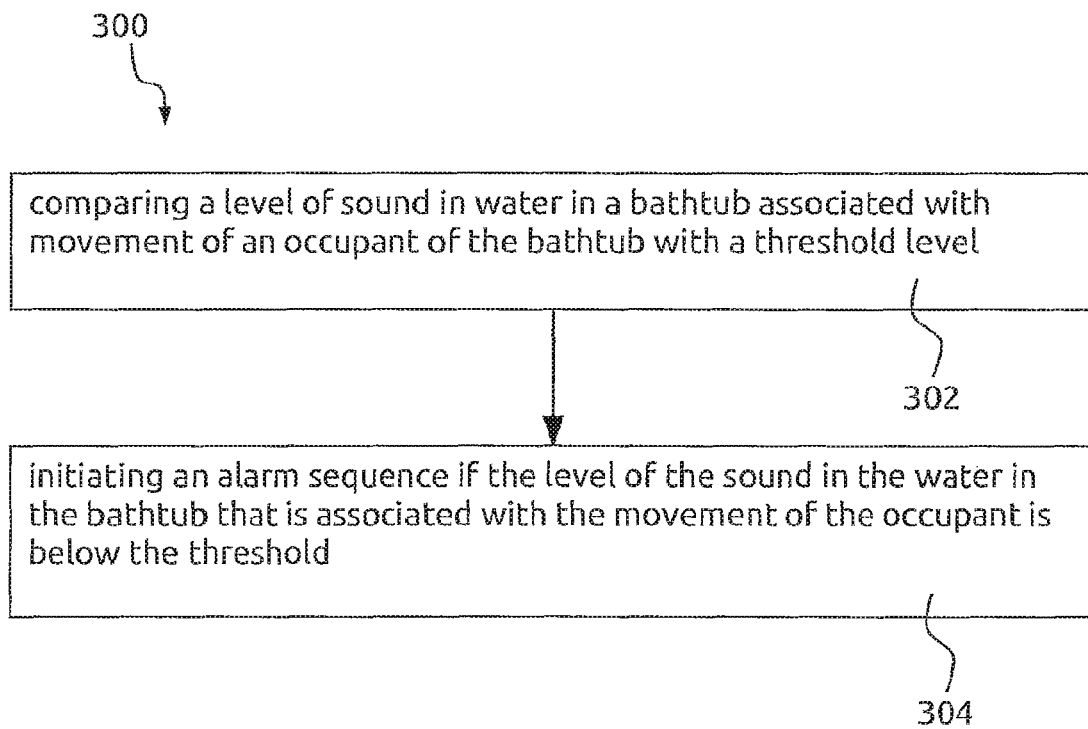 300
comparing a level of sound in water in a bathtub associated with
movement of an occupant of the bathtub with a threshold level
302
initiating an alarm sequence if the level of the sound in the water in
the bathtub that is associated with the movement of the occupant is
below the threshold
304